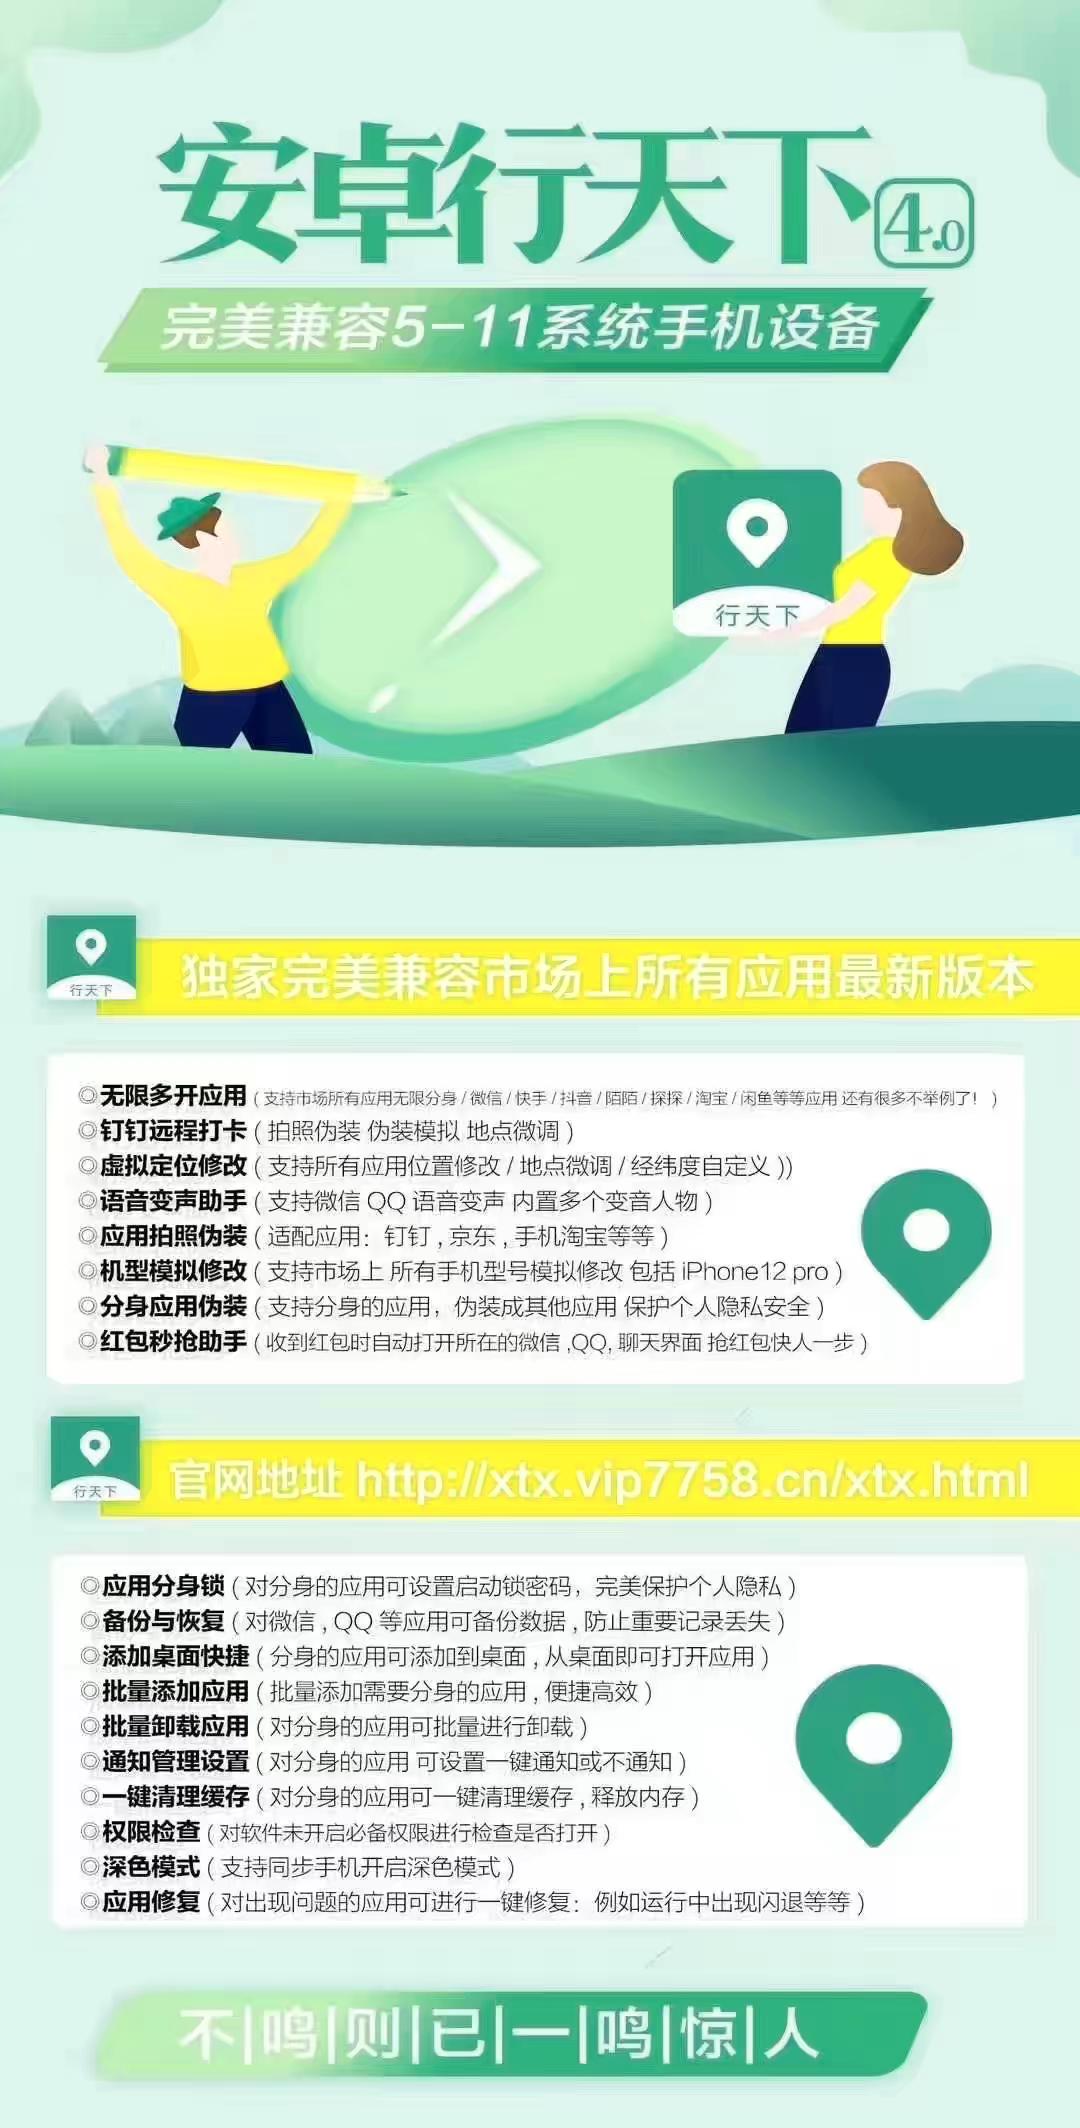 安卓行天下4.0
完美兼容5-11系统手机设备
行天下
行天下
独家完美兼容市场上所有应用最新版本
◎无限多开应用 ( 支持市场所有应用无限分身 / 微信 / 快手 / 抖音 / 陌陌 / 探探 / 淘宝 / 闲鱼等等应用 还有很多不举例了! )
◎钉钉远程打卡 ( 拍照伪装 伪装模拟 地点微调 )
◎虚拟定位修改 ( 支持所有应用位置修改 / 地点微调 / 经纬度自定义 ))
◎语音变声助手 ( 支持微信 QQ 语音变声 内置多个变音人物 )
◎应用拍照伪装 ( 适配应用：钉钉 , 京东 , 手机淘宝等等 )
◎机型模拟修改 ( 支持市场上 所有手机型号模拟修改 包括 iPhone12 pro )
◎分身应用伪装 ( 支持分身的应用，伪装成其他应用 保护个人隐私安全 )
◎红包秒抢助手 ( 收到红包时自动打开所在的微信 ,QQ, 聊天界面 抢红包快人一步 )
行天下
官网地址 http://xtx.vip7758.cn/xtx.html
◎应用分身锁 ( 对分身的应用可设置启动锁密码，完美保护个人隐私 )
◎备份与恢复 ( 对微信 , QQ 等应用可备份数据 , 防止重要记录丢失 )
◎添加桌面快捷 ( 分身的应用可添加到桌面 , 从桌面即可打开应用 )
◎批量添加应用 ( 批量添加需要分身的应用 , 便捷高效 )
◎批量卸载应用 ( 对分身的应用可批量进行卸载 )
◎通知管理设置 ( 对分身的应用 可设置一键通知或不通知 )
◎一键清理缓存 ( 对分身的应用可一键清理缓存 , 释放内存 )
◎权限检查 ( 对软件未开启必备权限进行检查是否打开 )
◎深色模式 ( 支持同步手机开启深色模式 )
◎应用修复 ( 对出现问题的应用可进行一键修复：例如运行中出现闪退等等 )
不|鸣|则|已|一|鸣|惊|人